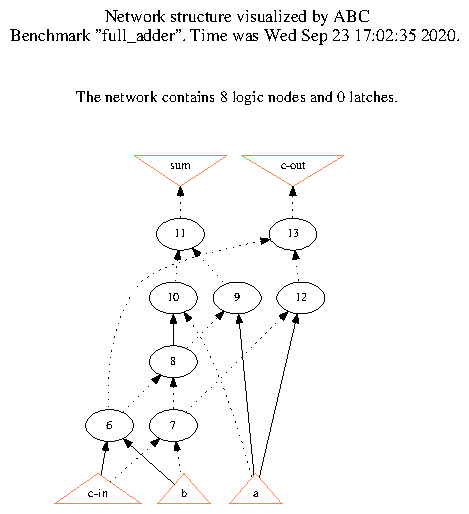 Network structure visualized by ABC
Benchmark "full_adder". Time was Wed Sep 23 17:02:35 2020.
The network contains 8 logic nodes and 0 latches.
sum c-out
11 13
10 9 12
8
6 7
c-in b a